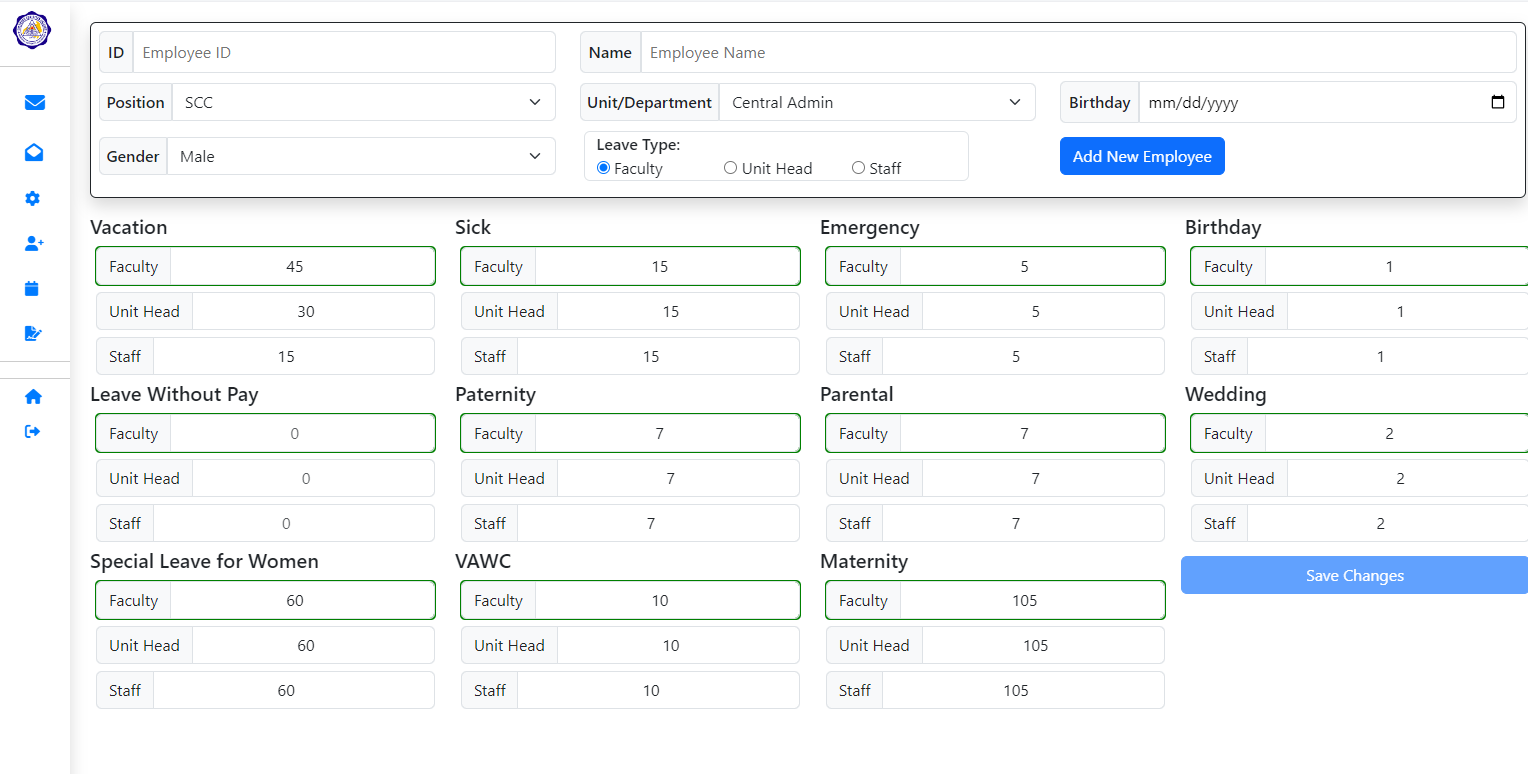 ID Employee ID Name Employee Name
Position SCC Unit/Department Central Admin Birthday mm/dd/yyyy
Gender Male Leave Type: Add New Employee
Faculty Unit Head Staff
Vacation Sick Emergency Birthday
Faculty 45 Faculty 15 Faculty 5 Faculty 1
Unit Head 30 Unit Head 15 Unit Head 5 Unit Head 1
Staff 15 Staff 15 Staff 5 Staff 1
Leave Without Pay Paternity Parental Wedding
Faculty 0 Faculty 7 Faculty 7 Faculty 2
Unit Head 0 Unit Head 7 Unit Head 7 Unit Head 2
Staff 0 Staff 7 Staff 7 Staff 2
Special Leave for Women VAWC Maternity Save Changes
Faculty 60 Faculty 10 Faculty 105
Unit Head 60 Unit Head 10 Unit Head 105
Staff 60 Staff 10 Staff 105